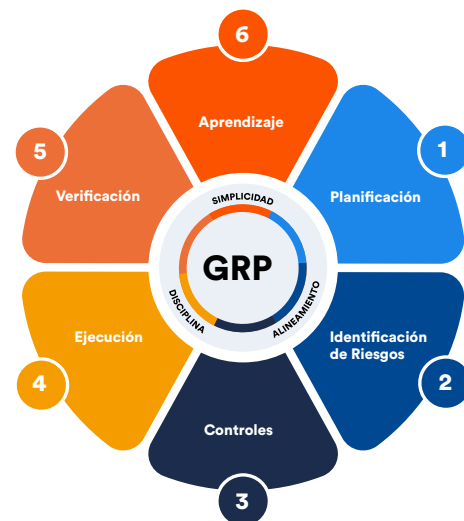 6
Aprendizaje
1
Planificación
2
Identificación
de Riesgos
3
Controles
4
Ejecución
5
Verificación
SIMPLICIDAD
ALINEAMIENTO
DISCIPLINA
GRP